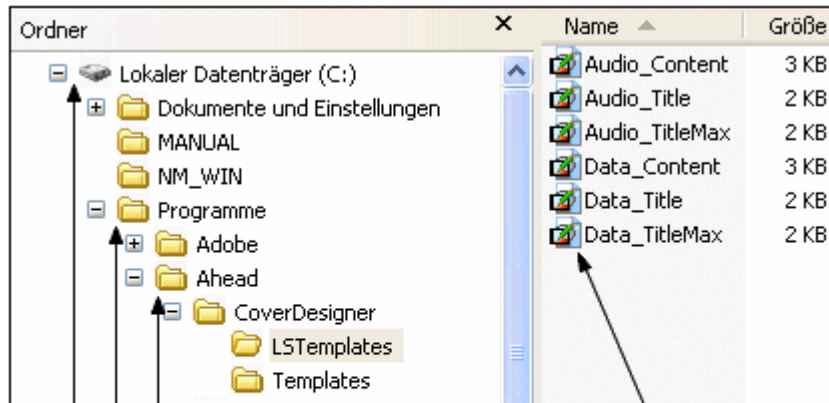 Ordner
Lokaler Datenträger (C:)
Dokumente und Einstellungen
MANUAL
NM_WIN
Programme
Adobe
Ahead
CoverDesigner
LSTemplates
Templates
Name Größe
Audio_Content 3 KB
Audio_Title 2 KB
Audio_TitleMax 2 KB
Data_Content 3 KB
Data_Title 2 KB
Data_TitleMax 2 KB